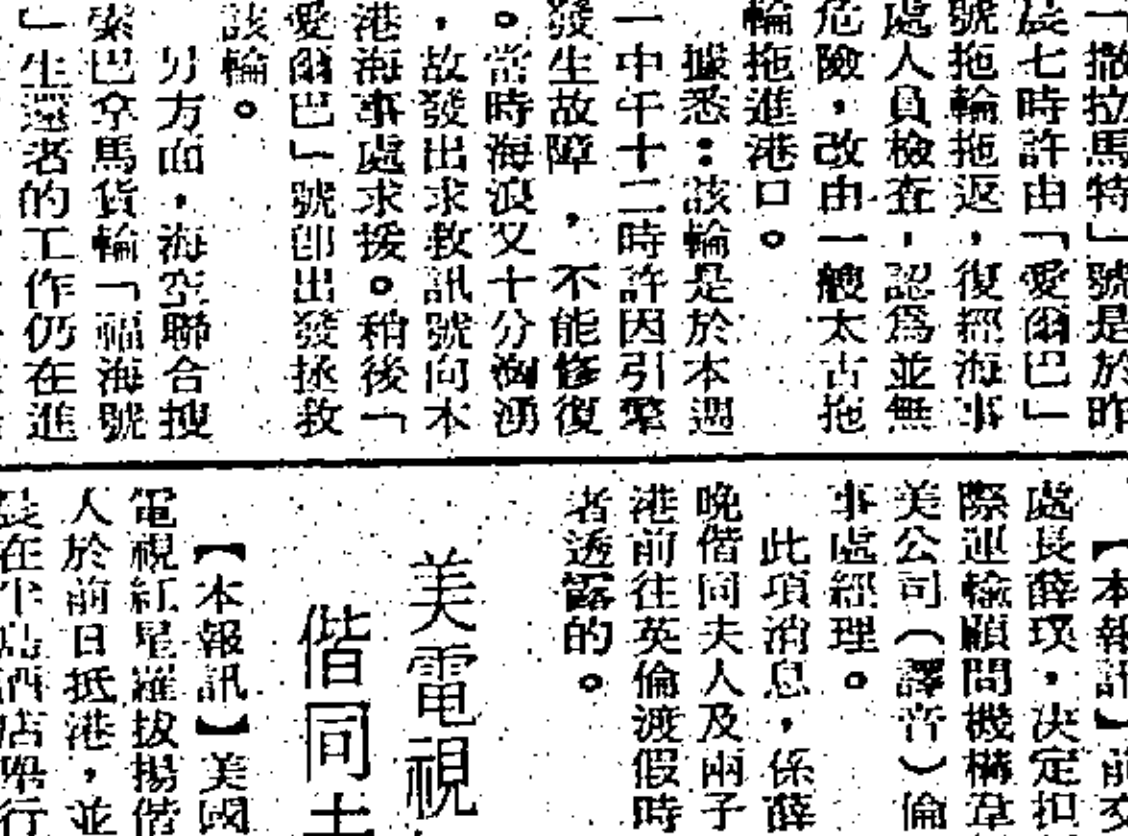 「撒拉馬特」號是於昨
晨七時許由「愛爾巴」
號拖輪拖返，復經海事
處人員檢查，認爲並無
危險，改由一艘太古拖
輪拖進港口。
據悉：該輪是於本週
一中午十二時許因引擎
發生故障，不能修復
。當時海浪又十分洶湧
，故發出求救訊號向本
港海事處求援。稍後「
愛爾巴」號卽出發拯救
該輪。
另方面，海空聯合搜
索巴拿馬貨輪「福海號
」生還者的工作仍在進
【本報訊】前交
處長薛璞，決定担
際運輸顧問機構韋
美公司（譯音）倫
事處經理。
此項消息，係薛
晚偕同夫人及兩子
港前往英倫渡假時
者透露的。
美電視
偕同夫
【本報訊】美國
電視紅星羅拔揚偕
人於前日抵港，並
長在半島酒店舉行